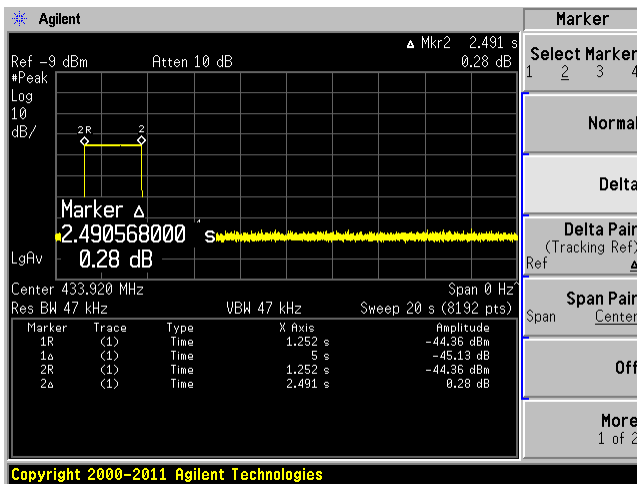 Agilent
Marker
▵ Mkr2 2.491 s
Ref -9 dBm Atten 10 dB 0.28 dB
#Peak
Log
10
dB/
2R 2
Marker ▵
2.490568000 s
0.28 dB
LgAv
Center 433.920 MHz Span 0 Hz^
Res BW 47 kHz VBW 47 kHz Sweep 20 s (8192 pts)
Marker Trace Type X Axis Amplitude
1R (1) Time 1.252 s -44.36 dBm
1▵ (1) Time 5 s -45.13 dB
2R (1) Time 1.252 s -44.36 dBm
2▵ (1) Time 2.491 s 0.28 dB
Select Marker
1 2 3 4
Normal
Delta
Delta Pair
(Tracking Ref)
Ref ▵
Span Pair
Span Center
Off
More
1 of 2
Copyright 2000-2011 Agilent Technologies